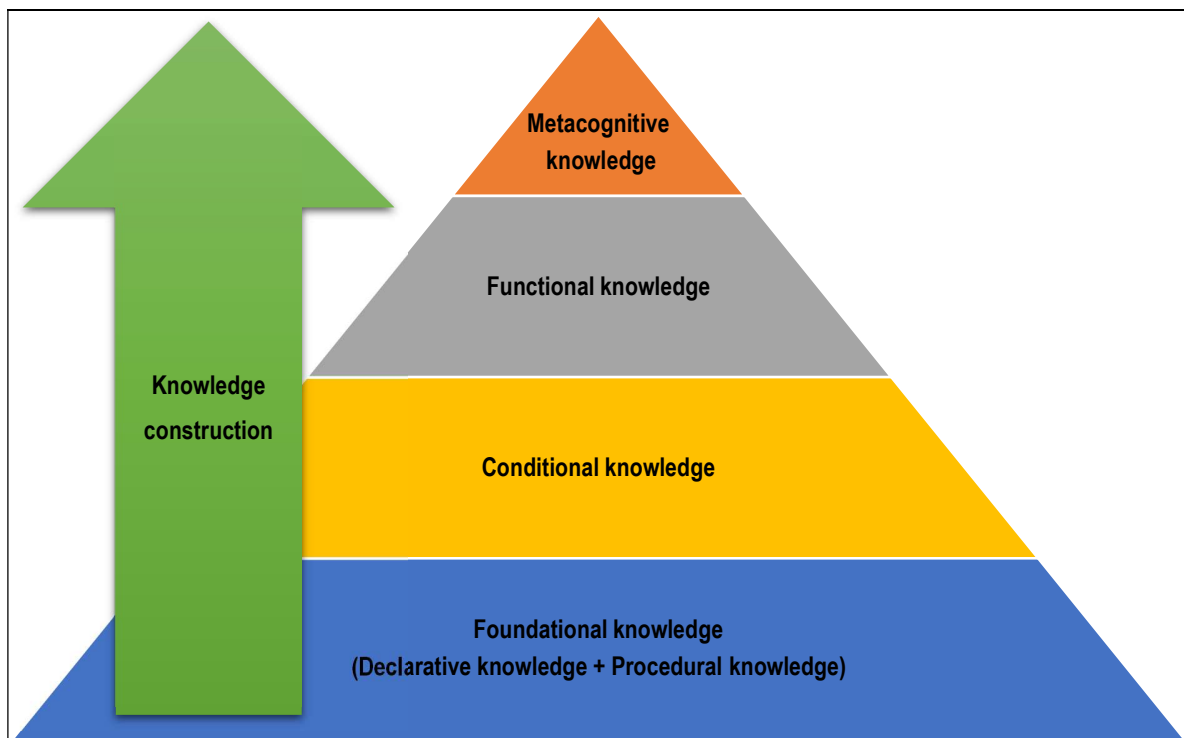 Metacognitive
knowledge
Functional knowledge
Knowledge
construction
Conditional knowledge
Foundational knowledge
(Declarative knowledge + Procedural knowledge)